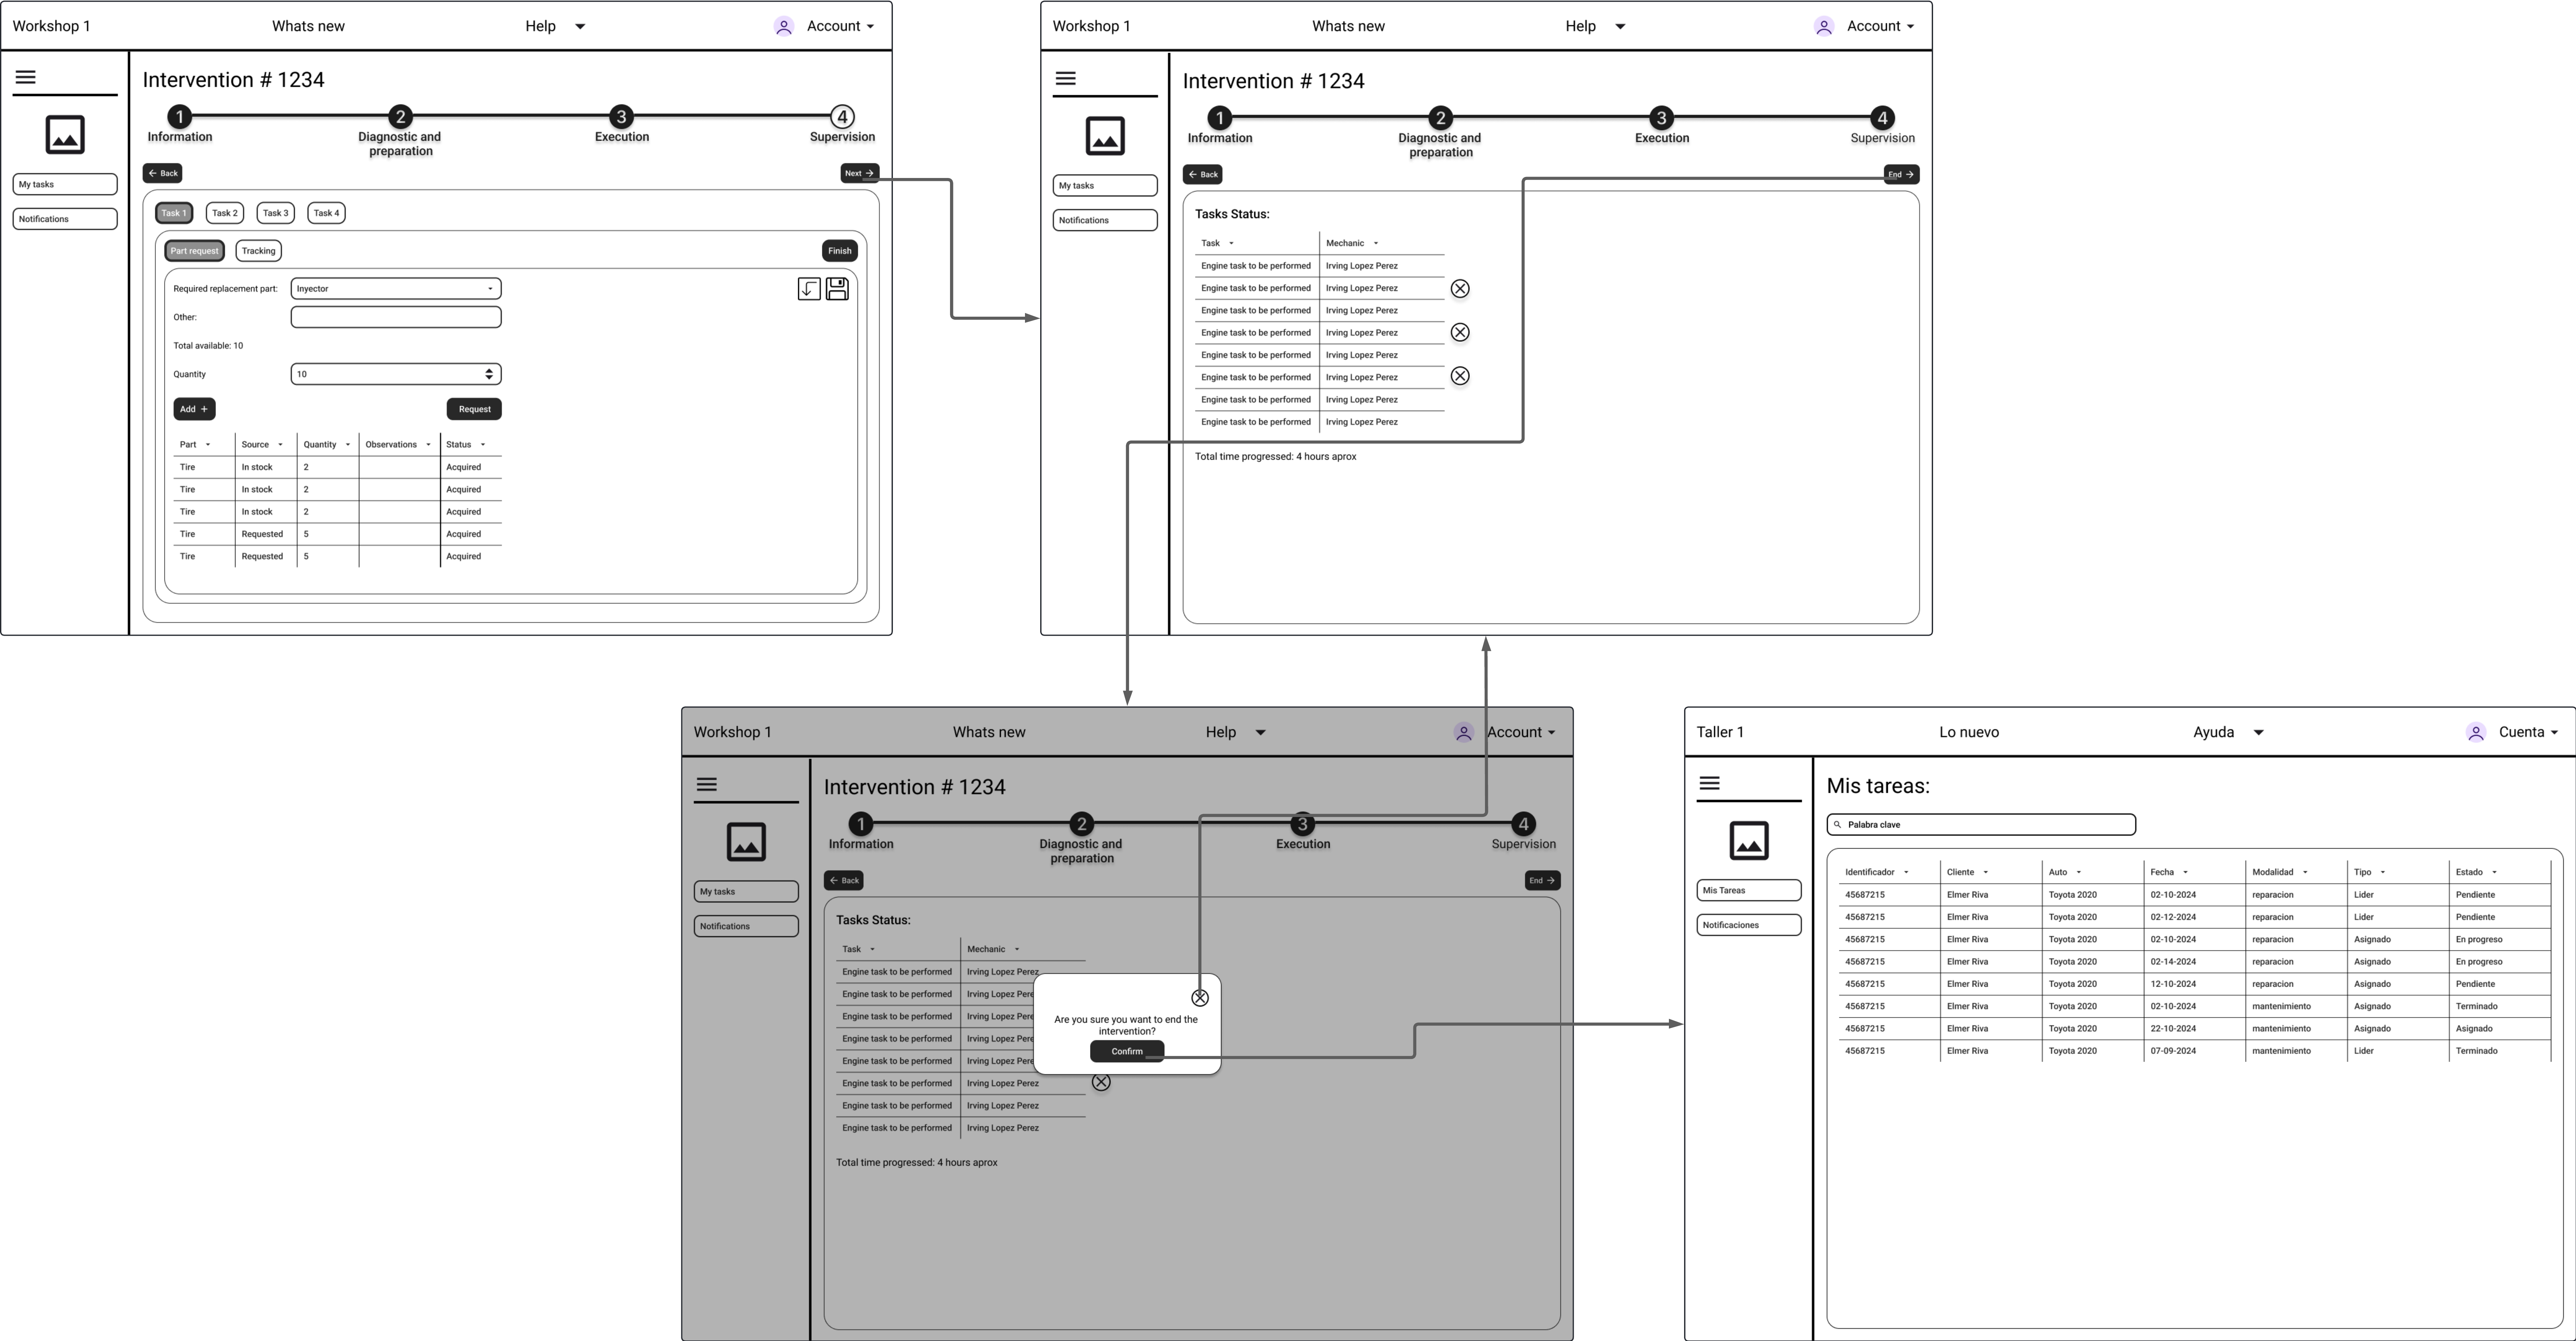 Workshop 1 Whats new Help Account
Intervention # 1234
1 2 3 4
Information Diagnostic and preparation Execution Supervision
← Back Next →
My tasks
Notifications
Task 1 Task 2 Task 3 Task 4
Part request Tracking Finish
Required replacement part: Inyector
Other:
Total available: 10
Quantity 10
Add + Request
Part Source Quantity Observations Status
Tire In stock 2 Acquired
Tire In stock 2 Acquired
Tire In stock 2 Acquired
Tire Requested 5 Acquired
Tire Requested 5 Acquired
Workshop 1 Whats new Help Account
Intervention # 1234
1 2 3 4
Information Diagnostic and preparation Execution Supervision
← Back End →
My tasks
Notifications
Tasks Status:
Task Mechanic
Engine task to be performed Irving Lopez Perez
Engine task to be performed Irving Lopez Perez
Engine task to be performed Irving Lopez Perez
Engine task to be performed Irving Lopez Perez
Engine task to be performed Irving Lopez Perez
Engine task to be performed Irving Lopez Perez
Engine task to be performed Irving Lopez Perez
Engine task to be performed Irving Lopez Perez
Total time progressed: 4 hours aprox
Workshop 1 Whats new Help Account
Intervention # 1234
1 2 3 4
Information Diagnostic and preparation Execution Supervision
← Back End →
My tasks
Notifications
Tasks Status:
Task Mechanic
Engine task to be performed Irving Lopez Perez
Engine task to be performed Irving Lopez Pere
Engine task to be performed Irving Lopez Pere
Engine task to be performed Irving Lopez Pere
Engine task to be performed Irving Lopez Pere
Engine task to be performed Irving Lopez Perez
Engine task to be performed Irving Lopez Perez
Engine task to be performed Irving Lopez Perez
Total time progressed: 4 hours aprox
Are you sure you want to end the
intervention?
Confirm
Taller 1 Lo nuevo Ayuda Cuenta
Mis tareas:
Palabra clave
Mis Tareas
Notificaciones
Identificador Cliente Auto Fecha Modalidad Tipo Estado
45687215 Elmer Riva Toyota 2020 02-10-2024 reparacion Lider Pendiente
45687215 Elmer Riva Toyota 2020 02-12-2024 reparacion Lider Pendiente
45687215 Elmer Riva Toyota 2020 02-10-2024 reparacion Asignado En progreso
45687215 Elmer Riva Toyota 2020 02-14-2024 reparacion Asignado En progreso
45687215 Elmer Riva Toyota 2020 12-10-2024 reparacion Asignado Pendiente
45687215 Elmer Riva Toyota 2020 02-10-2024 mantenimiento Asignado Terminado
45687215 Elmer Riva Toyota 2020 22-10-2024 mantenimiento Asignado Asignado
45687215 Elmer Riva Toyota 2020 07-09-2024 mantenimiento Lider Terminado